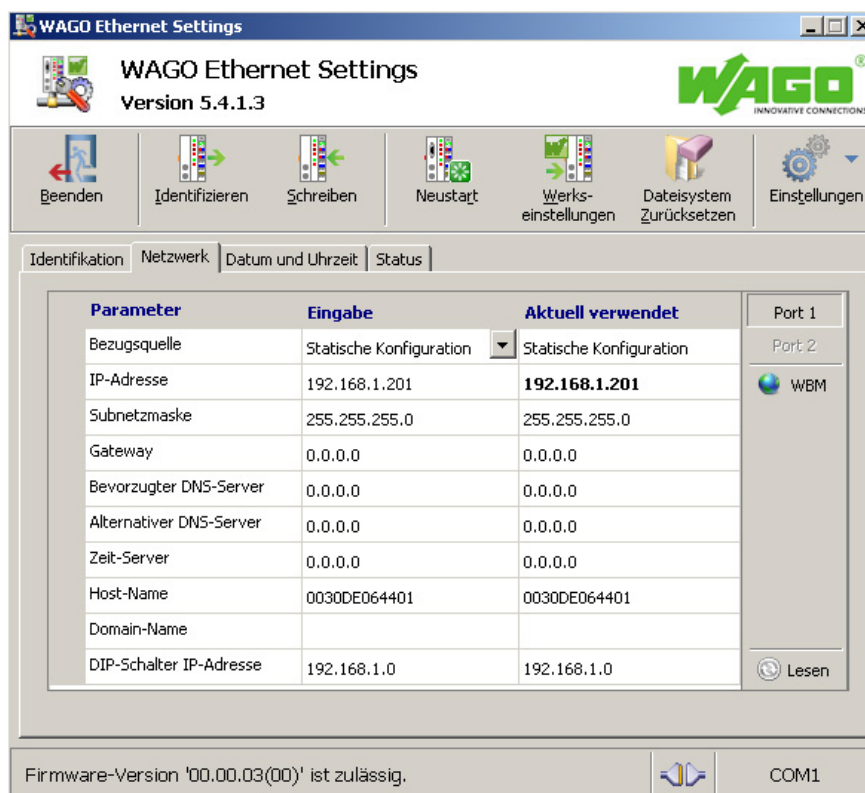 WAGO Ethernet Settings
WAGO Ethernet Settings
Version 5.4.1.3
WAGO
INNOVATIVE CONNECTIONS
Beenden
Identifizieren
Schreiben
Neustart
Werks-
einstellungen
Dateisystem
Zurücksetzen
Einstellungen
Identifikation Netzwerk Datum und Uhrzeit Status
Parameter Eingabe Aktuell verwendet Port 1
Bezugsquelle Statische Konfiguration Statische Konfiguration Port 2
IP-Adresse 192.168.1.201 192.168.1.201 WBM
Subnetzmaske 255.255.255.0 255.255.255.0
Gateway 0.0.0.0 0.0.0.0
Bevorzugter DNS-Server 0.0.0.0 0.0.0.0
Alternativer DNS-Server 0.0.0.0 0.0.0.0
Zeit-Server 0.0.0.0 0.0.0.0
Host-Name 0030DE064401 0030DE064401
Domain-Name
DIP-Schalter IP-Adresse 192.168.1.0 192.168.1.0 Lesen
Firmware-Version '00.00.03(00)' ist zulässig. COM1